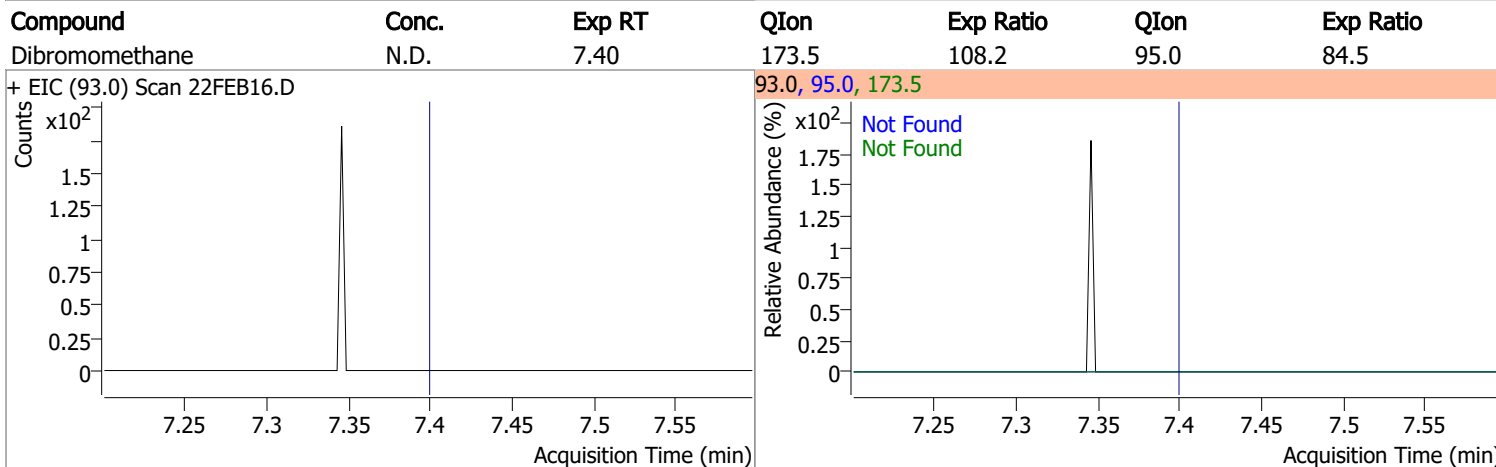 Compound Conc. Exp RT QIon Exp Ratio QIon Exp Ratio
Dibromomethane N.D. 7.40 173.5 108.2 95.0 84.5
+ EIC (93.0) Scan 22FEB16.D
Counts
x10²
1.5
1.25
1
0.75
0.5
0.25
0
7.25 7.3 7.35 7.4 7.45 7.5 7.55
Acquisition Time (min)
93.0, 95.0, 173.5
Relative Abundance (%)
x10²
Not Found
Not Found
1.75
1.5
1.25
1
0.75
0.5
0.25
0
7.25 7.3 7.35 7.4 7.45 7.5 7.55
Acquisition Time (min)